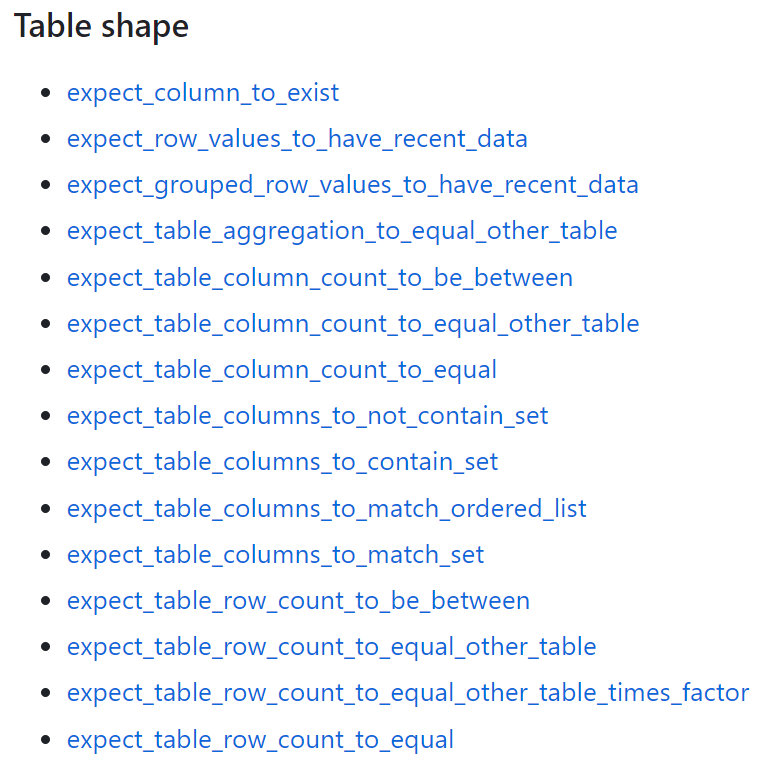 Table shape
expect_column_to_exist
expect_row_values_to_have_recent_data
expect_grouped_row_values_to_have_recent_data
expect_table_aggregation_to_equal_other_table
expect_table_column_count_to_be_between
expect_table_column_count_to_equal_other_table
expect_table_column_count_to_equal
expect_table_columns_to_not_contain_set
expect_table_columns_to_contain_set
expect_table_columns_to_match_ordered_list
expect_table_columns_to_match_set
expect_table_row_count_to_be_between
expect_table_row_count_to_equal_other_table
expect_table_row_count_to_equal_other_table_times_factor
expect_table_row_count_to_equal